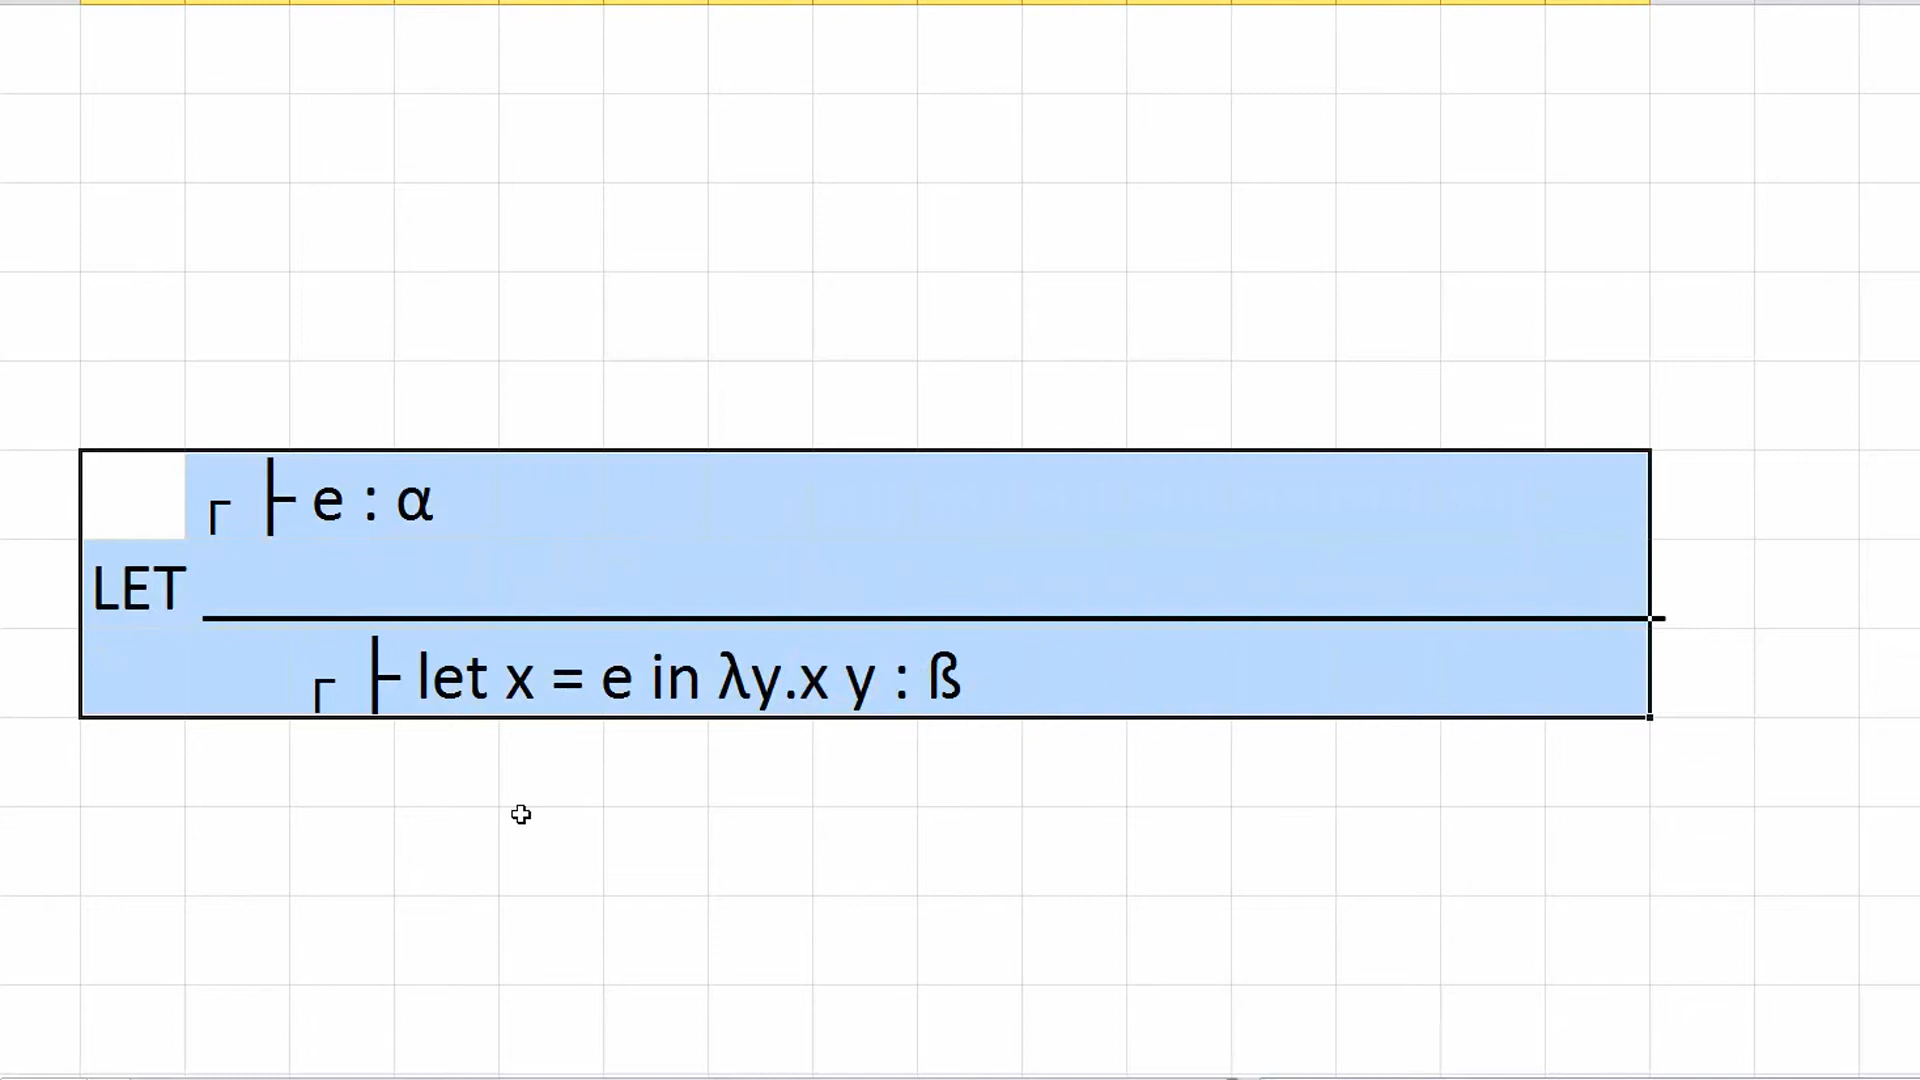 ┌ ├ e : α
LET
┌ ├ let x = e in λy.x y : ß